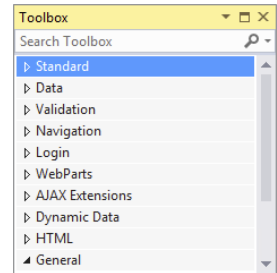 Toolbox
Search Toolbox
Standard
Data
Validation
Navigation
Login
WebParts
AJAX Extensions
Dynamic Data
HTML
General